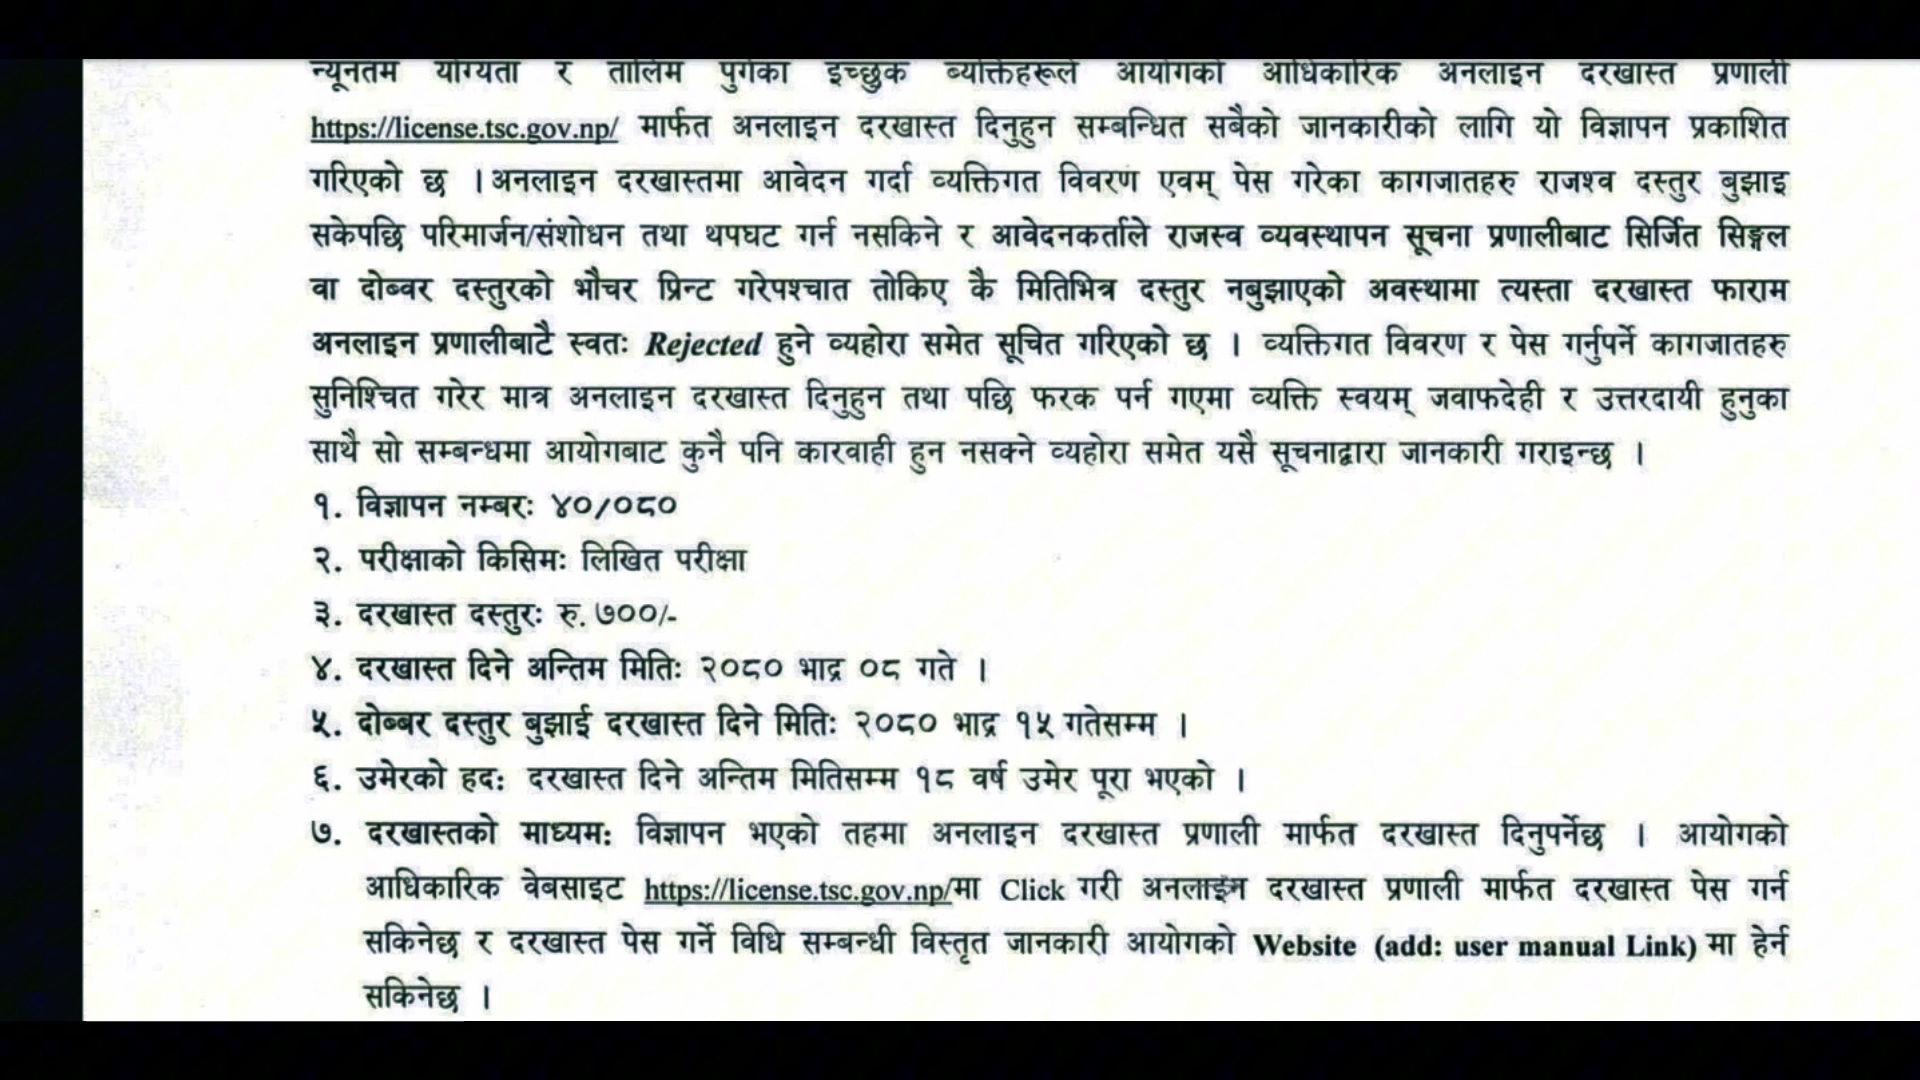 न्यूनतम योग्यता र तालिम पुगेका इच्छुक व्यक्तिहरूले आयोगको आधिकारिक अनलाइन दरखास्त प्रणाली
https://license.tsc.gov.np/ मार्फत अनलाइन दरखास्त दिनुहुन सम्बन्धित सबैको जानकारीको लागि यो विज्ञापन प्रकाशित
गरिएको छ ।अनलाइन दरखास्तमा आवेदन गर्दा व्यक्तिगत विवरण एवम् पेस गरेका कागजातहरु राजश्व दस्तुर बुझाइ
सकेपछि परिमार्जन/संशोधन तथा थपघट गर्न नसकिने र आवेदनकर्ताले राजस्व व्यवस्थापन सूचना प्रणालीबाट सिर्जित सिङ्गल
वा दोब्बर दस्तुरको भौचर प्रिन्ट गरेपश्चात तोकिए कै मितिभित्र दस्तुर नबुझाएको अवस्थामा त्यस्ता दरखास्त फाराम
अनलाइन प्रणालीबाटै स्वतः Rejected हुने व्यहोरा समेत सूचित गरिएको छ । व्यक्तिगत विवरण र पेस गर्नुपर्ने कागजातहरु
सुनिश्चित गरेर मात्र अनलाइन दरखास्त दिनुहुन तथा पछि फरक पर्न गएमा व्यक्ति स्वयम् जवाफदेही र उत्तरदायी हुनुका
साथै सो सम्बन्धमा आयोगबाट कुनै पनि कारवाही हुन नसक्ने व्यहोरा समेत यसै सूचनाद्वारा जानकारी गराइन्छ ।
१. विज्ञापन नम्बरः ४०/०८०
२. परीक्षाको किसिमः लिखित परीक्षा
३. दरखास्त दस्तुरः रु. ७००/-
४. दरखास्त दिने अन्तिम मितिः २०८० भाद्र ०८ गते ।
५. दोब्बर दस्तुर बुझाई दरखास्त दिने मितिः २०८० भाद्र १५ गतेसम्म ।
६. उमेरको हदः दरखास्त दिने अन्तिम मितिसम्म १८ वर्ष उमेर पूरा भएको ।
७. दरखास्तको माध्यमः विज्ञापन भएको तहमा अनलाइन दरखास्त प्रणाली मार्फत दरखास्त दिनुपर्नेछ । आयोगको
आधिकारिक वेबसाइट https://license.tsc.gov.np/मा Click गरी अनलाइन दरखास्त प्रणाली मार्फत दरखास्त पेस गर्न
सकिनेछ र दरखास्त पेस गर्ने विधि सम्बन्धी विस्तृत जानकारी आयोगको Website (add: user manual Link) मा हेर्न
सकिनेछ ।